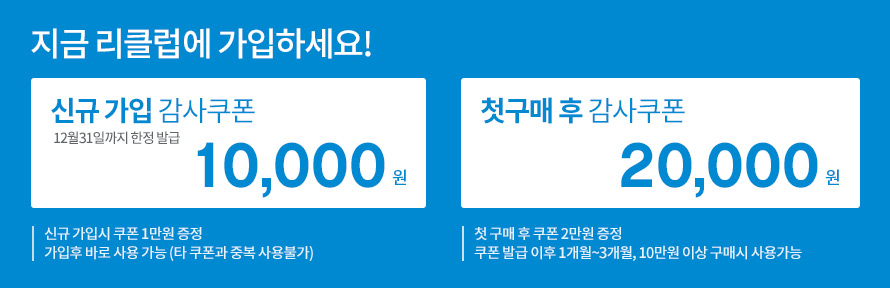 지금 리클럽에 가입하세요!
신규 가입 감사쿠폰
12월31일까지 한정 발급
10,000 원
신규 가입시 쿠폰 1만원 증정
가입후 바로 사용 가능 (타 쿠폰과 중복 사용불가)
첫구매 후 감사쿠폰
20,000 원
첫 구매 후 쿠폰 2만원 증정
쿠폰 발급 이후 1개월~3개월, 10만원 이상 구매시 사용가능